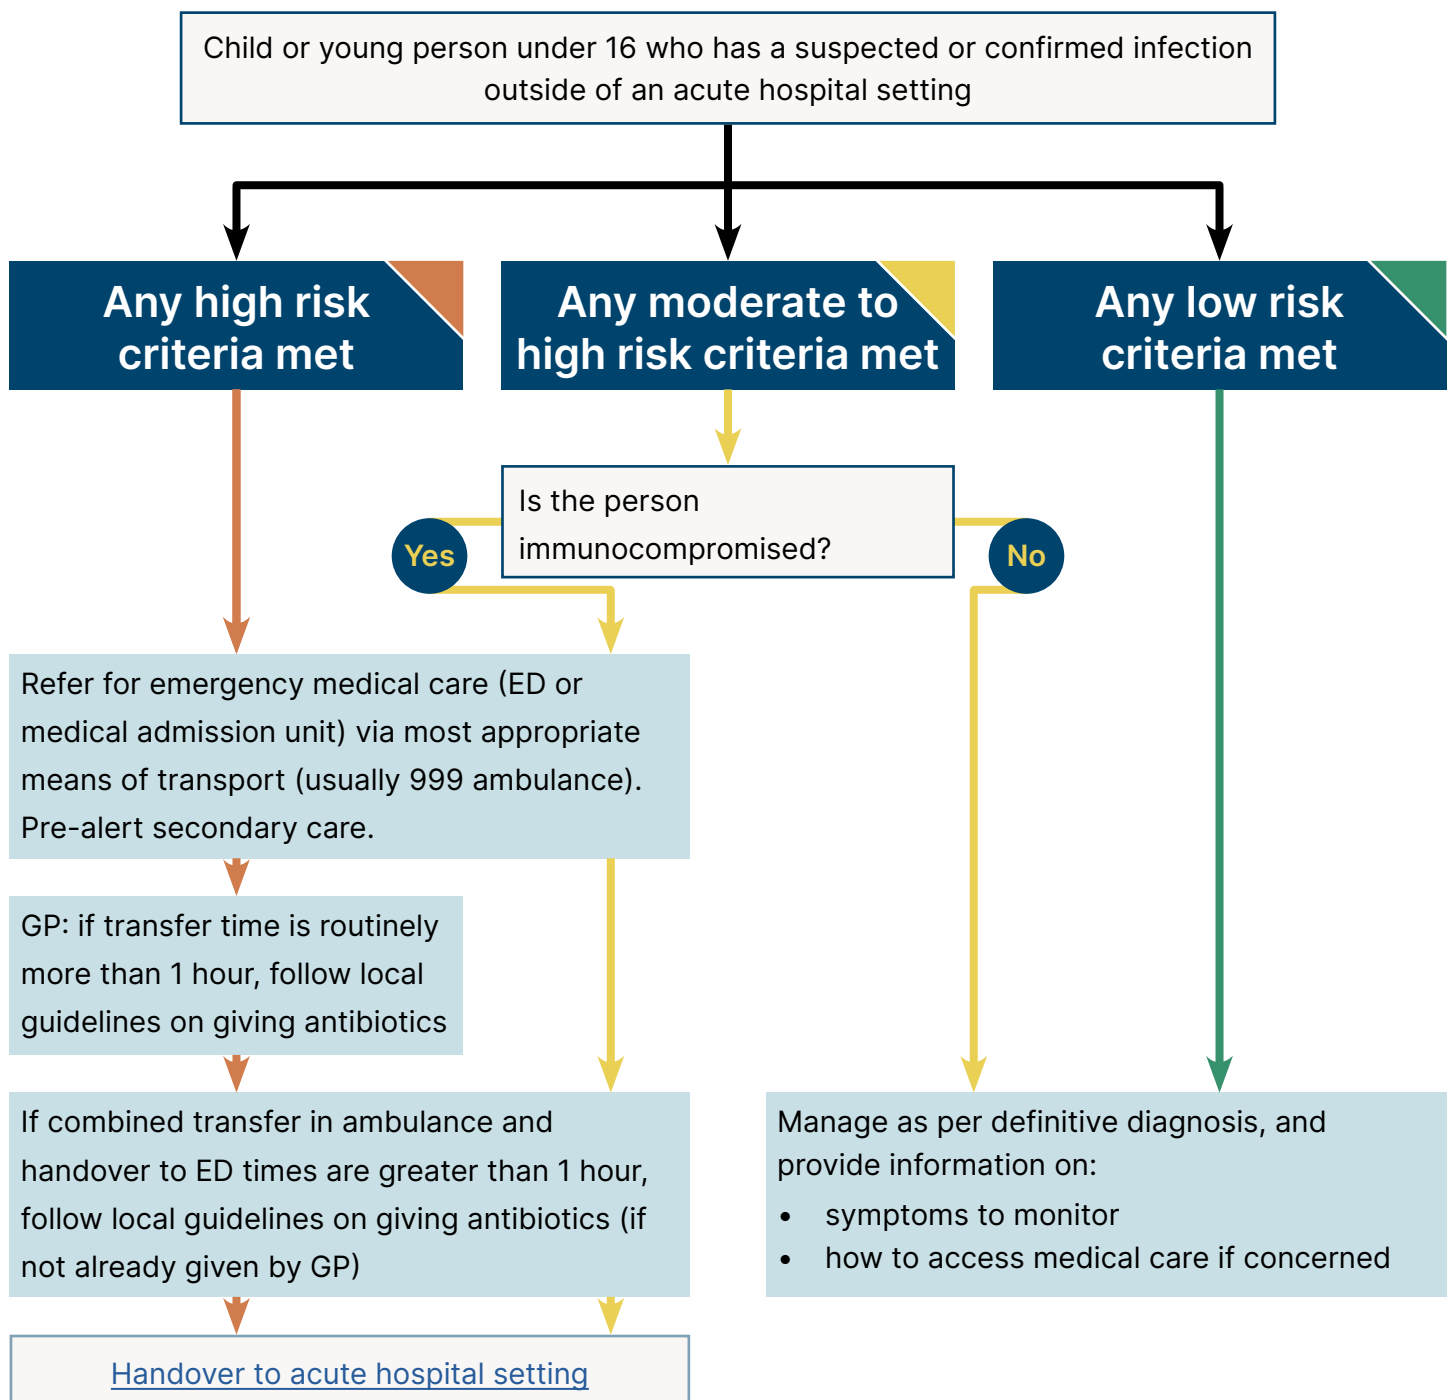 Child or young person under 16 who has a suspected or confirmed infection
outside of an acute hospital setting
Any high risk
criteria met
Any moderate to
high risk criteria met
Any low risk
criteria met
Is the person
immunocompromised?
Yes
No
Refer for emergency medical care (ED or
medical admission unit) via most appropriate
means of transport (usually 999 ambulance).
Pre-alert secondary care.
GP: if transfer time is routinely
more than 1 hour, follow local
guidelines on giving antibiotics
If combined transfer in ambulance and
handover to ED times are greater than 1 hour,
follow local guidelines on giving antibiotics (if
not already given by GP)
Manage as per definitive diagnosis, and
provide information on:
• symptoms to monitor
• how to access medical care if concerned
Handover to acute hospital setting